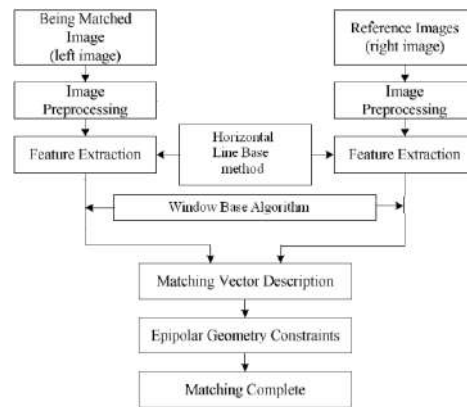 Being Matched
Image
(left image)
Reference Images
(right image)
Image
Preprocessing
Image
Preprocessing
Feature Extraction
Horizontal
Line Base
method
Feature Extraction
Window Base Algorithm
Matching Vector Description
Epipolar Geometry Constraints
Matching Complete